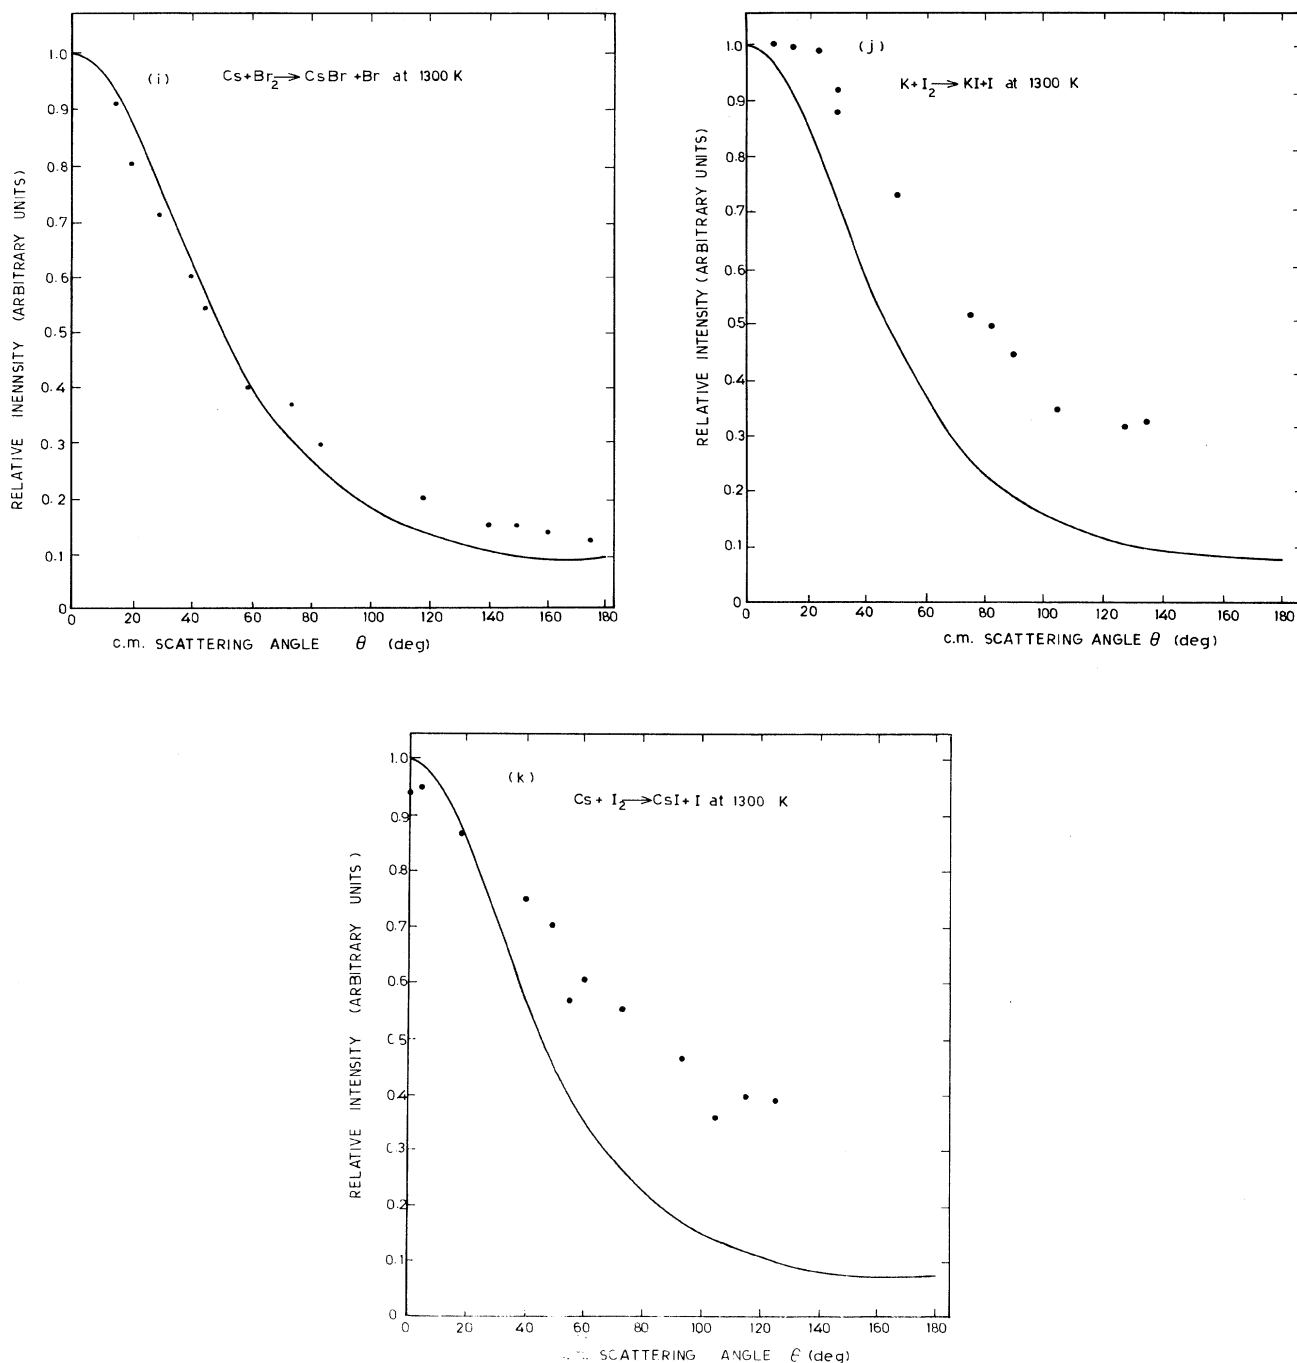 (i)
Cs+Br2→CsBr +Br at 1300 K
1.0
0.9
0.8
0.7
0.6
0.5
0.4
0.3
0.2
0.1
0
0 20 40 60 80 100 120 140 160 180
RELATIVE INENNSITY (ARBITRARY UNITS)
c.m. SCATTERING ANGLE θ (deg)
(j)
K+I2→KI+I at 1300 K
1.0
0.9
0.8
0.7
0.6
0.5
0.4
0.3
0.2
0.1
0
0 20 40 60 80 100 120 140 160 180
RELATIVE INTENSITY (ARBITRARY UNITS)
c.m. SCATTERING ANGLE θ (deg)
(k)
Cs+ I2→CsI+ I at 1300 K
1.0
0.9
0.8
0.7
0.6
0.5
0.4
0.3
0.2
0.1
0
0 20 40 60 80 100 120 140 160 180
RELATIVE INTENSITY (ARBITRARY UNITS)
SCATTERING ANGLE (deg)